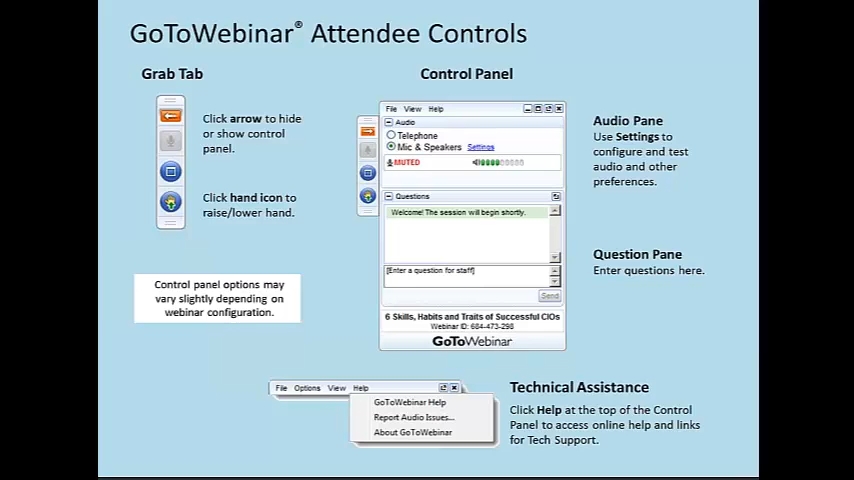 GoToWebinar® Attendee Controls
Grab Tab
Click arrow to hide
or show control
panel.
Click hand icon to
raise/lower hand.
Control panel options may
vary slightly depending on
webinar configuration.
Control Panel
File View Help
Audio
Telephone
Mic & Speakers Settings
MUTED
Questions
Welcome! The session will begin shortly.
[Enter a question for staff]
Send
6 Skills, Habits and Traits of Successful CIOs
Webinar ID: 684-473-298
GoToWebinar
Audio Pane
Use Settings to
configure and test
audio and other
preferences.
Question Pane
Enter questions here.
File Options View Help
GoToWebinar Help
Report Audio Issues...
About GoToWebinar
Technical Assistance
Click Help at the top of the Control
Panel to access online help and links
for Tech Support.